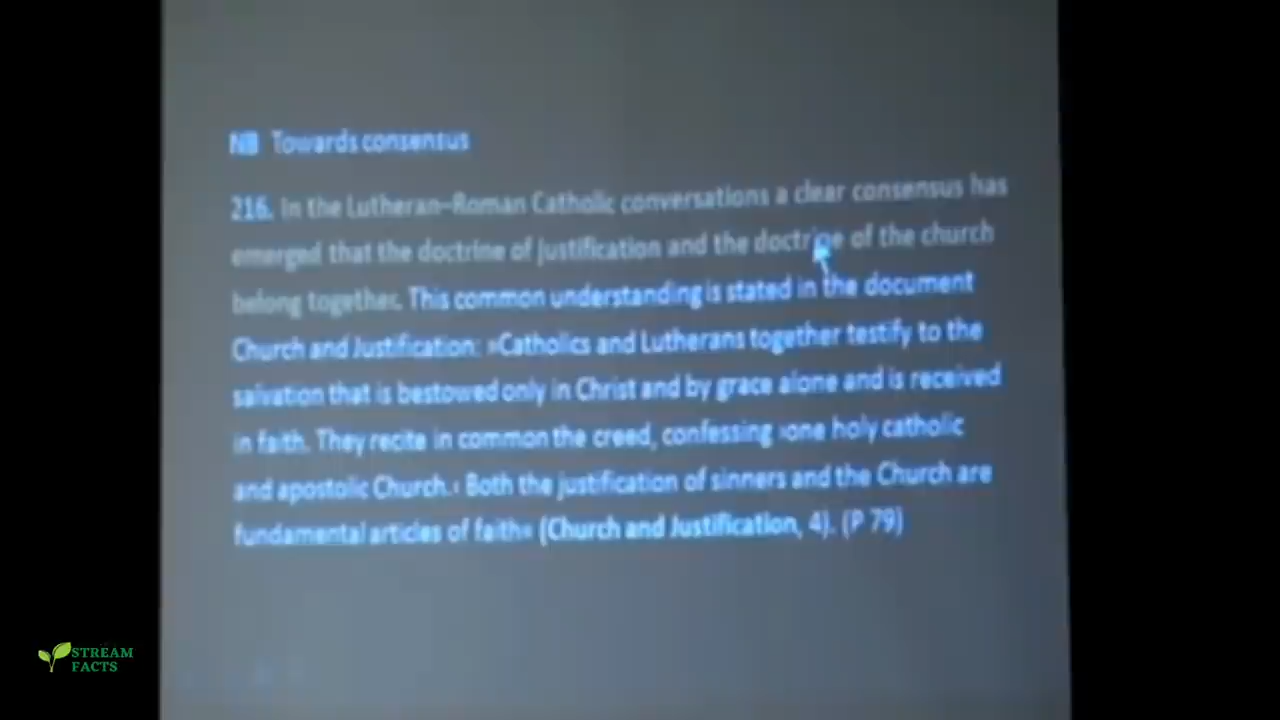 NB Towards consensus
216. In the Lutheran–Roman Catholic conversations a clear consensus has
emerged that the doctrine of justification and the doctrine of the church
belong together. This common understanding is stated in the document
Church and Justification: »Catholics and Lutherans together testify to the
salvation that is bestowed only in Christ and by grace alone and is received
in faith. They recite in common the creed, confessing ›one holy catholic
and apostolic Church.‹ Both the justification of sinners and the Church are
fundamental articles of faith« (Church and Justification, 4). (P 79)
STREAM
FACTS